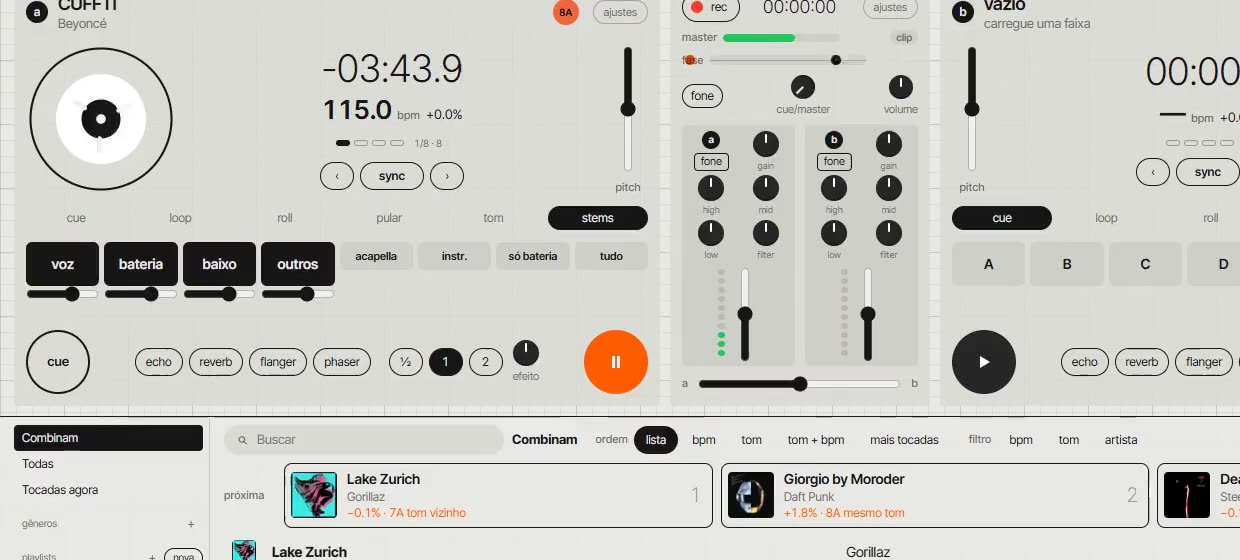 a CUFF IT 8A ajustes
Beyoncé
-03:43.9
115.0 bpm +0.0%
1/8 · 8
‹ sync ›
pitch
cue loop roll pular tom stems
voz bateria baixo outros acapella instr. só bateria tudo
cue echo reverb flanger phaser ½ 1 2
efeito
rec 00:00:00 ajustes
master clip
fase
fone
cue/master volume
a b
fone gain fone gain
high mid high mid
low filter low filter
a b
b vazio
carregue uma faixa
00:00
bpm +0.
sync
pitch
cue loop roll
A B C D
echo reverb flanger
Combinam
Todas
Tocadas agora
gêneros +
playlists + nova
Buscar Combinam ordem lista bpm tom tom + bpm mais tocadas filtro bpm tom artista
próxima
Lake Zurich
Gorillaz
−0.1% · 7A tom vizinho
1
Giorgio by Moroder
Daft Punk
+1.8% · 8A mesmo tom
2
Lake Zurich Gorillaz